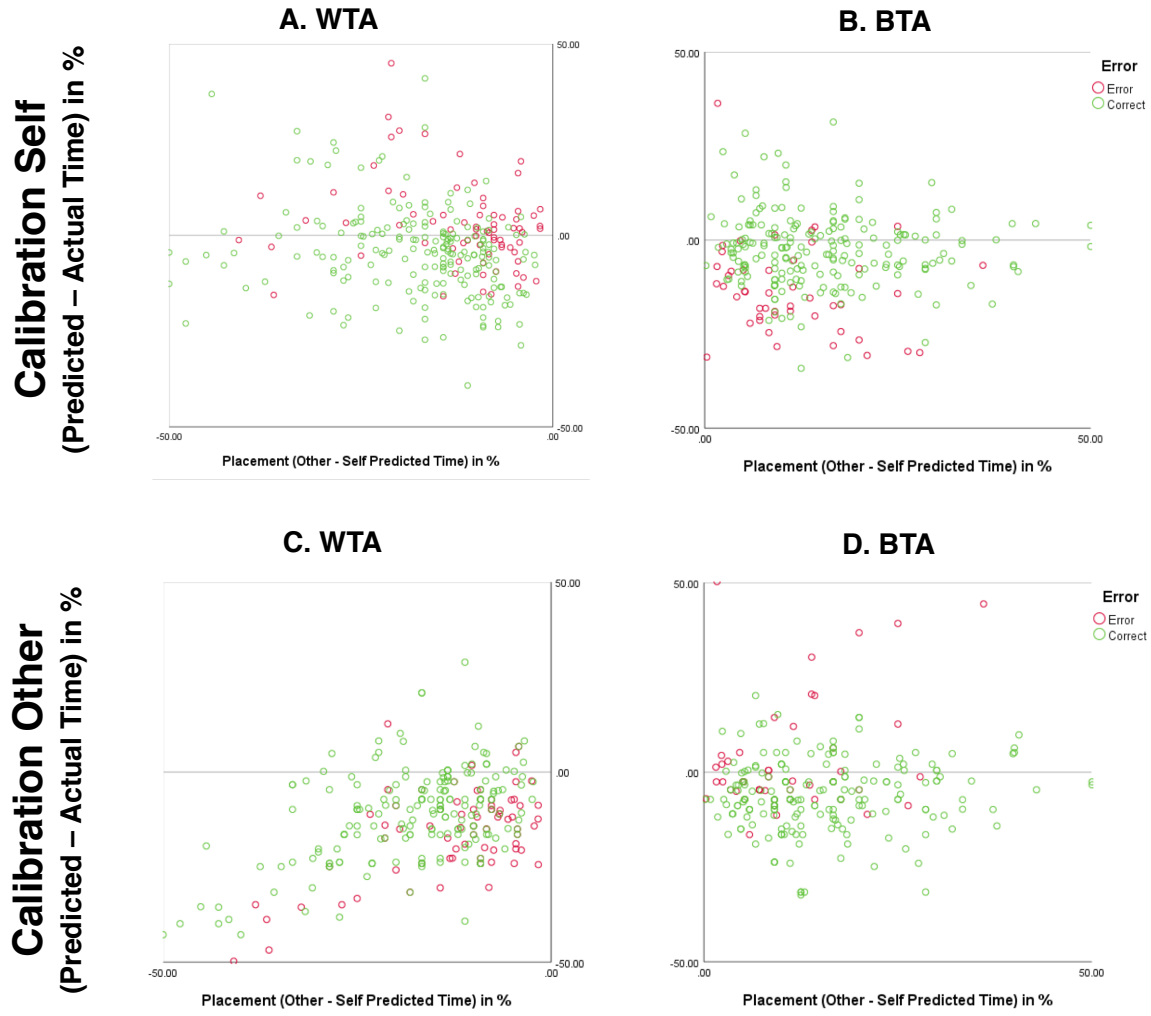 A. WTA
B. BTA
Calibration Self
(Predicted – Actual Time) in %
50.00
.00
-50.00
-50.00
.00
Placement (Other - Self Predicted Time) in %
50.00
.00
-50.00
.00
50.00
Placement (Other - Self Predicted Time) in %
Error
Error
Correct
C. WTA
D. BTA
Calibration Other
(Predicted – Actual Time) in %
50.00
.00
-50.00
-50.00
.00
Placement (Other - Self Predicted Time) in %
50.00
.00
-50.00
.00
50.00
Placement (Other - Self Predicted Time) in %
Error
Error
Correct